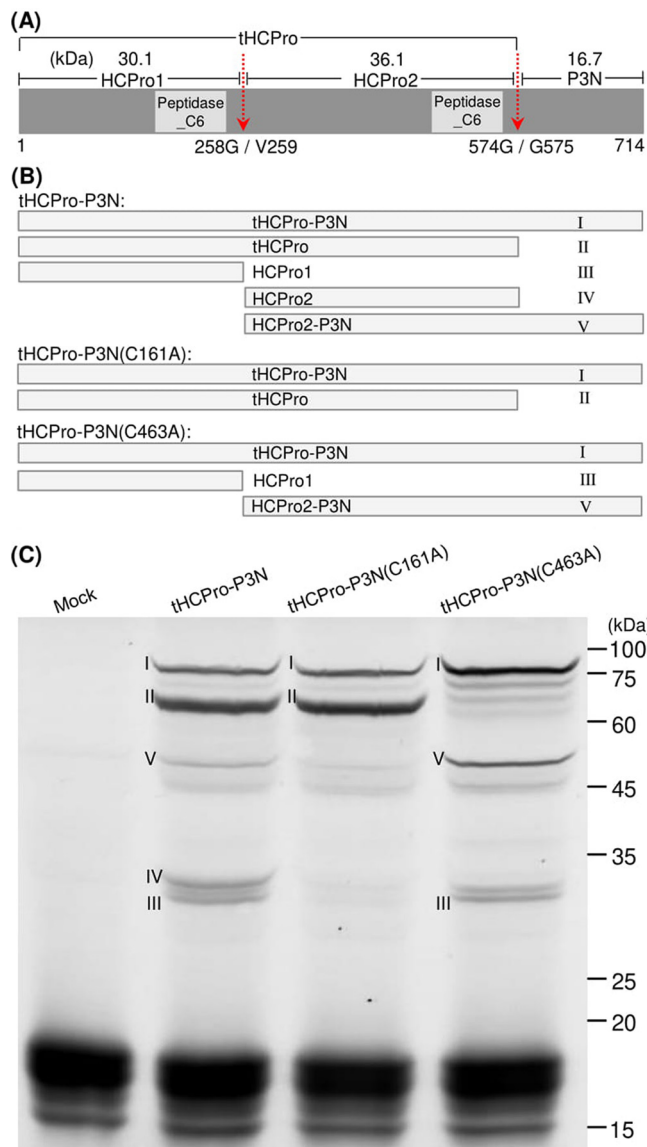 (A)
tHCPro
(kDa) 30.1 36.1 16.7
HCPro1 HCPro2 P3N
Peptidase Peptidase
_C6 _C6
1 258G / V259 574G / G575 714
(B)
tHCPro-P3N:
tHCPro-P3N I
tHCPro II
HCPro1 III
HCPro2 IV
HCPro2-P3N V
tHCPro-P3N(C161A):
tHCPro-P3N I
tHCPro II
tHCPro-P3N(C463A):
tHCPro-P3N I
HCPro1 III
HCPro2-P3N V
(C)
Mock tHCPro-P3N tHCPro-P3N(C161A) tHCPro-P3N(C463A)
(kDa)
100
I I I 75
II II
60
V V
45
35
IV
III III
25
20
15